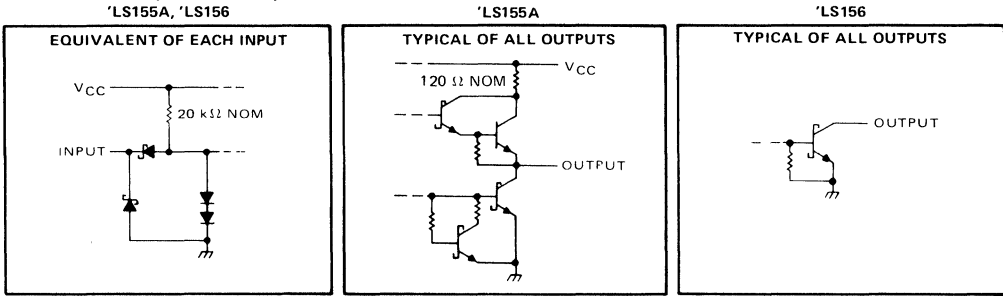 'LS155A, 'LS156
EQUIVALENT OF EACH INPUT
VCC
20 kΩ NOM
INPUT
'LS155A
TYPICAL OF ALL OUTPUTS
VCC
120 Ω NOM
OUTPUT
'LS156
TYPICAL OF ALL OUTPUTS
OUTPUT